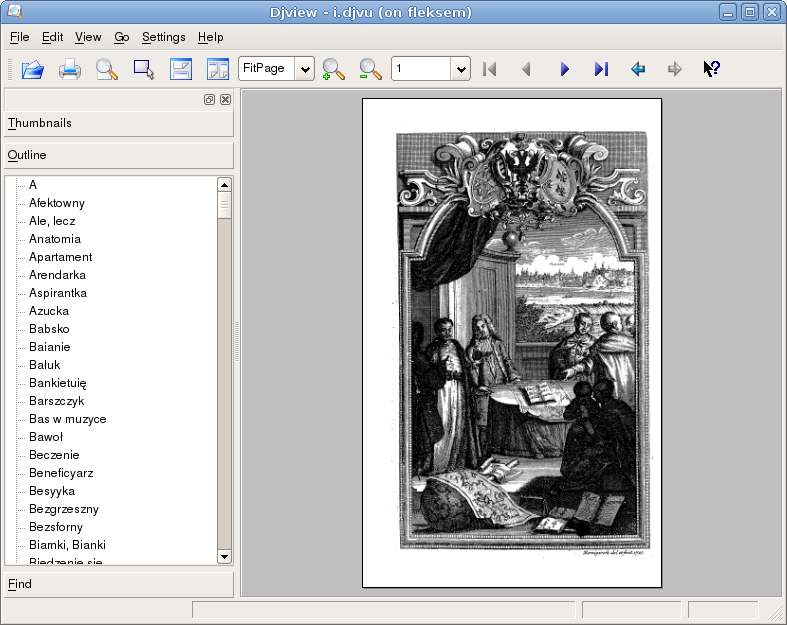 Djview - i.djvu (on fleksem)
File Edit View Go Settings Help
FitPage
1
Thumbnails
Outline
A
Afektowny
Ale, lecz
Anatomia
Apartament
Arendarka
Aspirantka
Azucka
Babsko
Baianie
Bałuk
Bankietuię
Barszczyk
Bas w muzyce
Bawoł
Beczenie
Beneficyarz
Besyyka
Bezgrzeszny
Bezsforny
Biamki, Bianki
Biedzenie się
Find